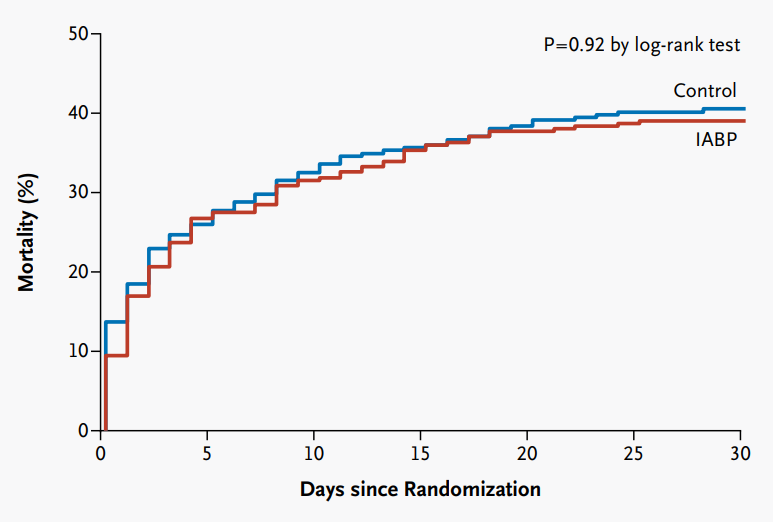 50
P=0.92 by log-rank test
Control
40
IABP
30
Mortality (%)
20
10
0
0 5 10 15 20 25 30
Days since Randomization